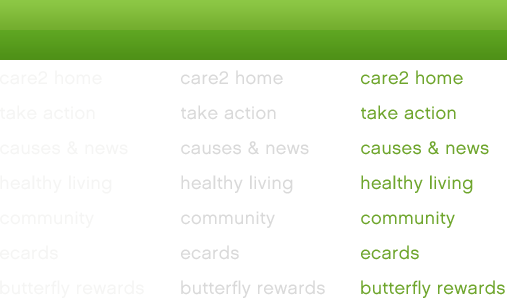 care2 home care2 home care2 home
take action take action take action
causes & news causes & news causes & news
healthy living healthy living healthy living
community community community
ecards ecards ecards
butterfly rewards butterfly rewards butterfly rewards